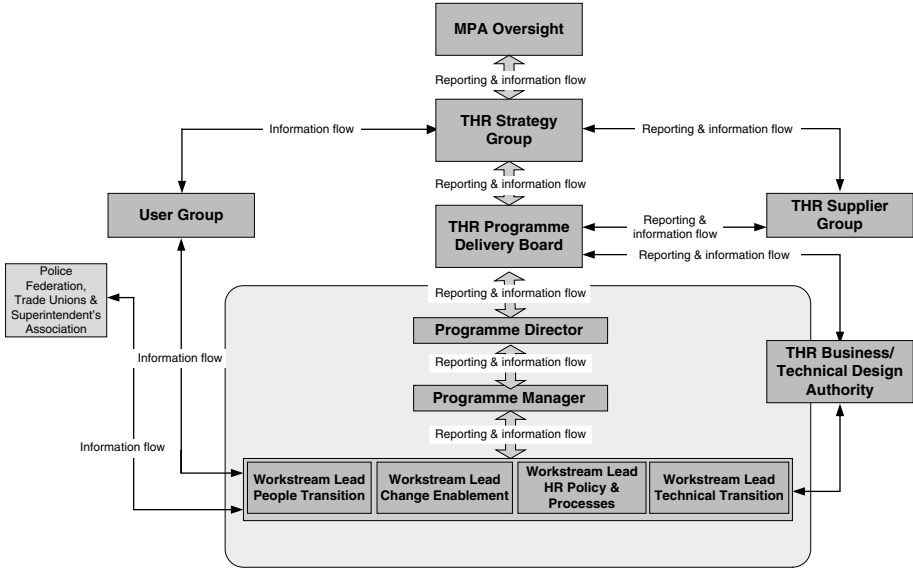 MPA Oversight
Reporting & information flow
THR Strategy
Group
Information flow
Reporting & information flow
Reporting & information flow
User Group
THR Programme
Delivery Board
Reporting &
information flow
THR Supplier
Group
Reporting & information flow
Police
Federation,
Trade Unions &
Superintendent's
Association
Reporting & information flow
Programme Director
Information flow
Reporting & information flow
THR Business/
Technical Design
Authority
Programme Manager
Reporting & information flow
Information flow
Workstream Lead
People Transition
Workstream Lead
Change Enablement
Workstream Lead
HR Policy &
Processes
Workstream Lead
Technical Transition